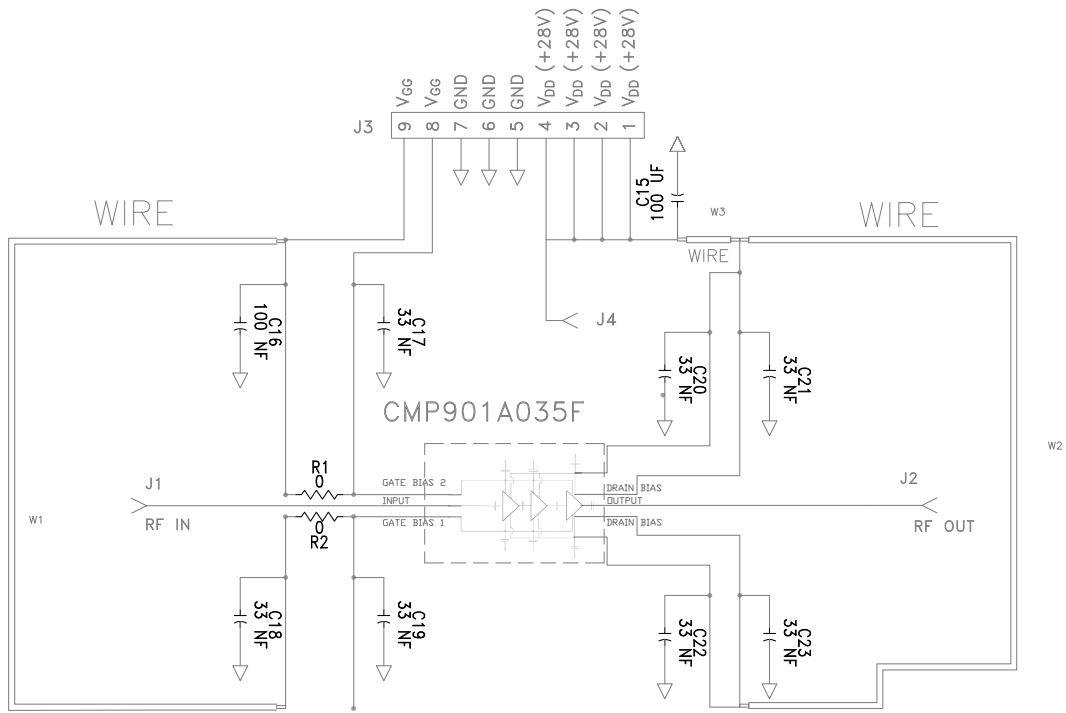 VGG
VGG
GND
GND
GND
VDD (+28V)
VDD (+28V)
VDD (+28V)
VDD (+28V)
J3
9
8
7
6
5
4
3
2
1
C15
100 UF
W3
WIRE
WIRE
WIRE
C16
100 NF
C17
33 NF
J4
C20
33 NF
C21
33 NF
CMP901A035F
W2
R1
0
J1
RF IN
W1
GATE BIAS 2
INPUT
GATE BIAS 1
DRAIN BIAS
OUTPUT
DRAIN BIAS
J2
RF OUT
0
R2
C18
33 NF
C19
33 NF
C22
33 NF
C23
33 NF